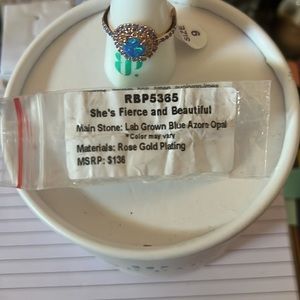 6
RBP5365
She's Fierce and Beautiful
Main Stone: Lab Grown Blue Azore Opal
*Color may vary
Materials: Rose Gold Plating
MSRP: $136